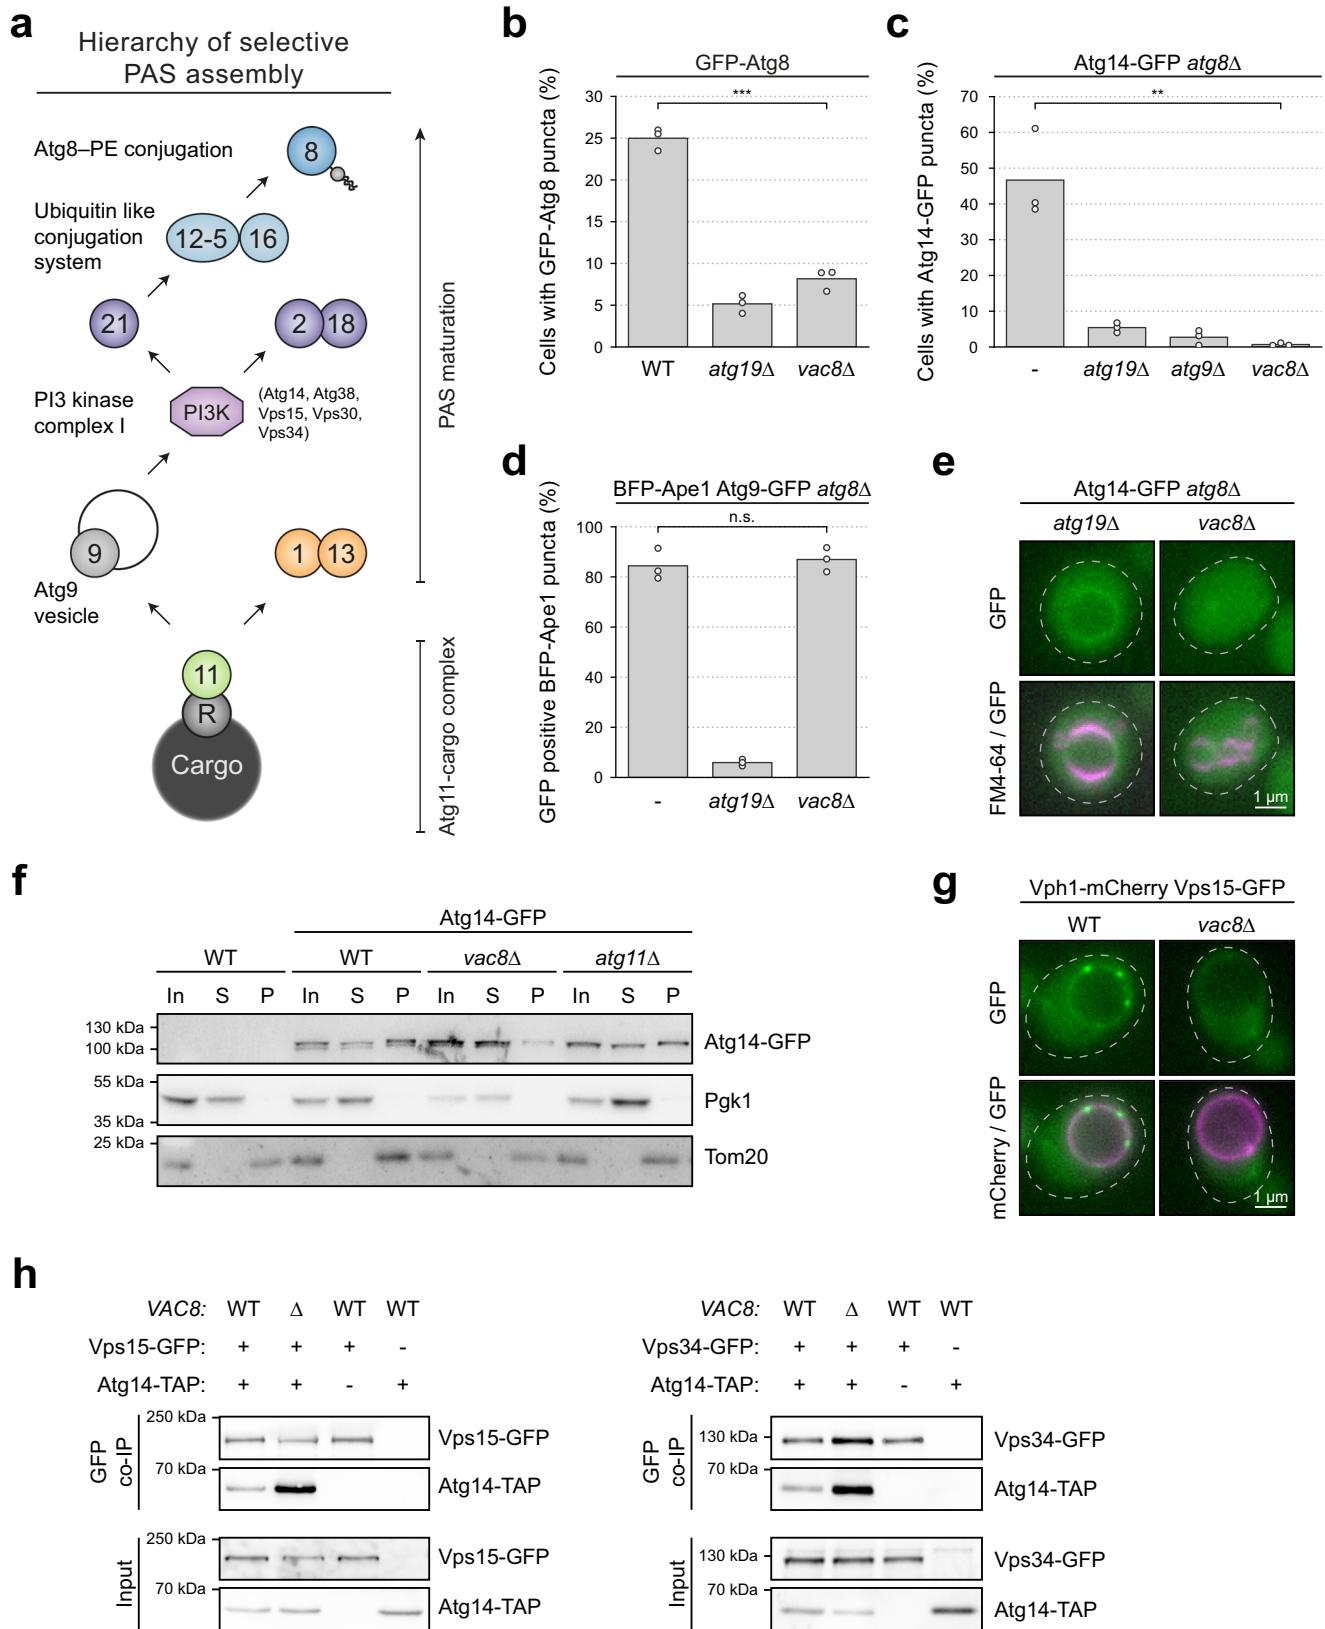 a
Hierarchy of selective
PAS assembly
Atg8–PE conjugation
8
Ubiquitin like
conjugation
system
12-5
16
21
2
18
PI3 kinase
complex I
PI3K
(Atg14, Atg38,
Vps15, Vps30,
Vps34)
9
1
13
Atg9
vesicle
11
R
Cargo
PAS maturation
Atg11-cargo complex
b
GFP-Atg8
Cells with GFP-Atg8 puncta (%)
30
25
20
15
10
5
0
***
WT
atg19Δ
vac8Δ
c
Atg14-GFP atg8Δ
Cells with Atg14-GFP puncta (%)
70
60
50
40
30
20
10
0
**
-
atg19Δ
atg9Δ
vac8Δ
d
BFP-Ape1 Atg9-GFP atg8Δ
GFP positive BFP-Ape1 puncta (%)
100
80
60
40
20
0
n.s.
-
atg19Δ
vac8Δ
e
Atg14-GFP atg8Δ
atg19Δ
vac8Δ
GFP
FM4-64 / GFP
1 µm
f
Atg14-GFP
WT
WT
vac8Δ
atg11Δ
In S P In S P In S P In S P
130 kDa
100 kDa
Atg14-GFP
55 kDa
35 kDa
Pgk1
25 kDa
Tom20
g
Vph1-mCherry Vps15-GFP
WT
vac8Δ
GFP
mCherry / GFP
1 µm
h
VAC8: WT Δ WT WT
Vps15-GFP: + + + -
Atg14-TAP: + + - +
GFP
co-IP
250 kDa
Vps15-GFP
70 kDa
Atg14-TAP
Input
250 kDa
Vps15-GFP
70 kDa
Atg14-TAP
VAC8: WT Δ WT WT
Vps34-GFP: + + + -
Atg14-TAP: + + - +
GFP
co-IP
130 kDa
Vps34-GFP
70 kDa
Atg14-TAP
Input
130 kDa
Vps34-GFP
70 kDa
Atg14-TAP